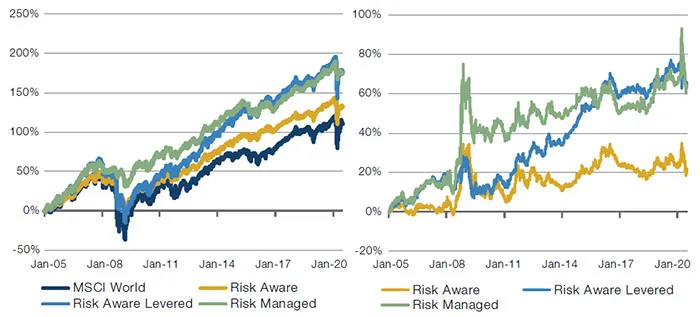 250%
200%
150%
100%
50%
0%
-50%
Jan-05 Jan-08 Jan-11 Jan-14 Jan-17 Jan-20
MSCI World Risk Aware
Risk Aware Levered Risk Managed
100%
80%
60%
40%
20%
0%
-20%
Jan-05 Jan-08 Jan-11 Jan-14 Jan-17 Jan-20
Risk Aware Risk Aware Levered
Risk Managed